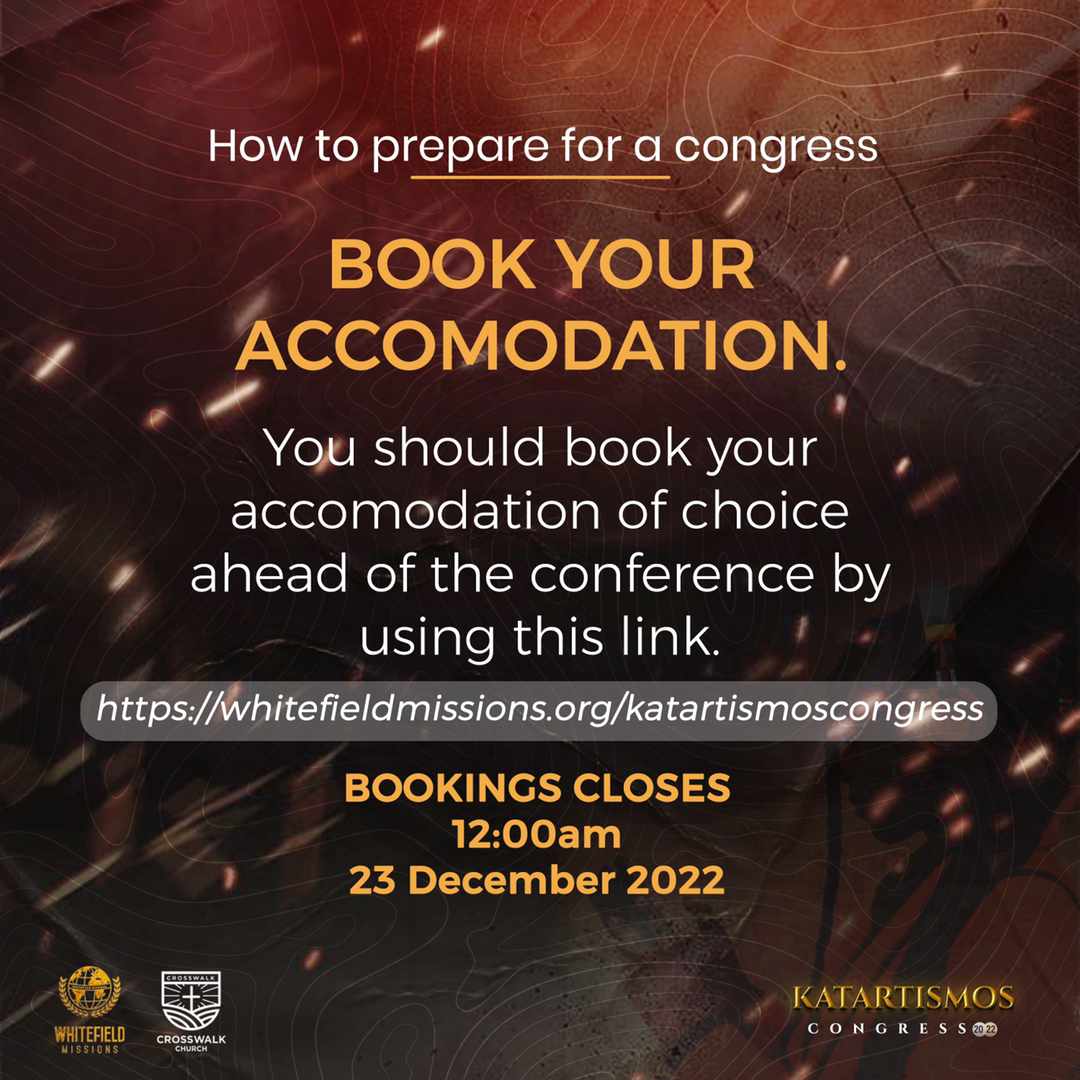 How to prepare for a congress
BOOK YOUR
ACCOMODATION.
You should book your
accomodation of choice
ahead of the conference by
using this link.
https://whitefieldmissions.org/katartismoscongress
BOOKINGS CLOSES
12:00am
23 December 2022
WHITEFIELD
MISSIONS
CROSSWALK
CROSSWALK
CHURCH
KATARTISMOS
CONGRESS 2022